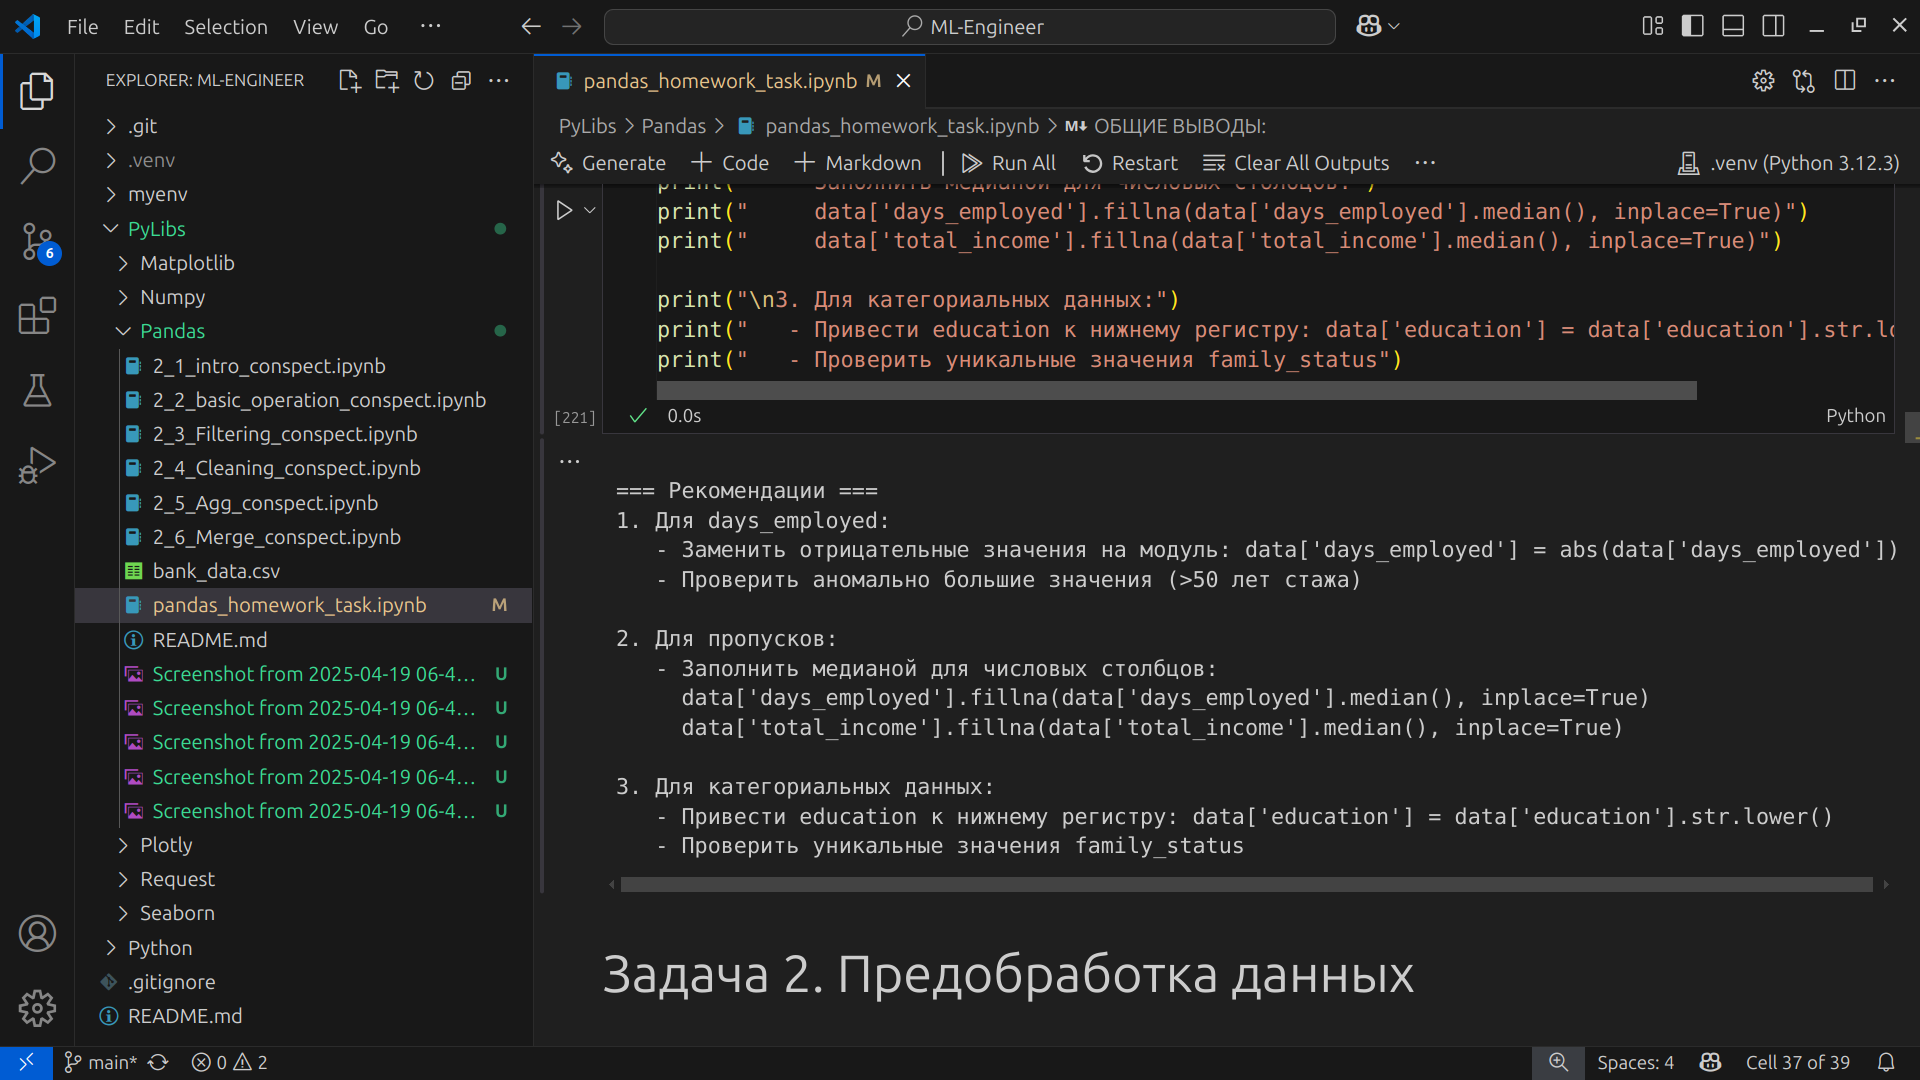 File Edit Selection View Go ···
ML-Engineer
EXPLORER: ML-ENGINEER
.git
.venv
myenv
PyLibs
Matplotlib
Numpy
Pandas
2_1_intro_conspect.ipynb
2_2_basic_operation_conspect.ipynb
2_3_Filtering_conspect.ipynb
2_4_Cleaning_conspect.ipynb
2_5_Agg_conspect.ipynb
2_6_Merge_conspect.ipynb
bank_data.csv
pandas_homework_task.ipynb M
README.md
Screenshot from 2025-04-19 06-4... U
Screenshot from 2025-04-19 06-4... U
Screenshot from 2025-04-19 06-4... U
Screenshot from 2025-04-19 06-4... U
Screenshot from 2025-04-19 06-4... U
Plotly
Request
Seaborn
Python
.gitignore
README.md
6
pandas_homework_task.ipynb M
PyLibs > Pandas > pandas_homework_task.ipynb > M↓ ОБЩИЕ ВЫВОДЫ:
Generate + Code + Markdown | Run All Restart Clear All Outputs ··· .venv (Python 3.12.3)
print(" Заполнить медианой для числовых столбцов:")
print("     data['days_employed'].fillna(data['days_employed'].median(), inplace=True)")
print("     data['total_income'].fillna(data['total_income'].median(), inplace=True)")
print("\n3. Для категориальных данных:")
print("   - Привести education к нижнему регистру: data['education'] = data['education'].str.lo
print("   - Проверить уникальные значения family_status")
[221] 0.0s Python
···
=== Рекомендации ===
1. Для days_employed:
- Заменить отрицательные значения на модуль: data['days_employed'] = abs(data['days_employed'])
- Проверить аномально большие значения (>50 лет стажа)
2. Для пропусков:
- Заполнить медианой для числовых столбцов:
data['days_employed'].fillna(data['days_employed'].median(), inplace=True)
data['total_income'].fillna(data['total_income'].median(), inplace=True)
3. Для категориальных данных:
- Привести education к нижнему регистру: data['education'] = data['education'].str.lower()
- Проверить уникальные значения family_status
Задача 2. Предобработка данных
main* 0 2 Spaces: 4 Cell 37 of 39